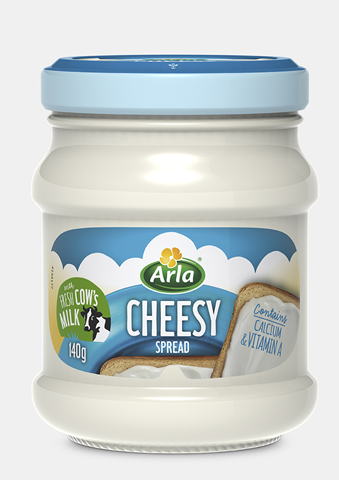 Arla
with
FRESH COW'S
MILK
140g
CHEESY
SPREAD
Contains
CALCIUM
& VITAMIN A